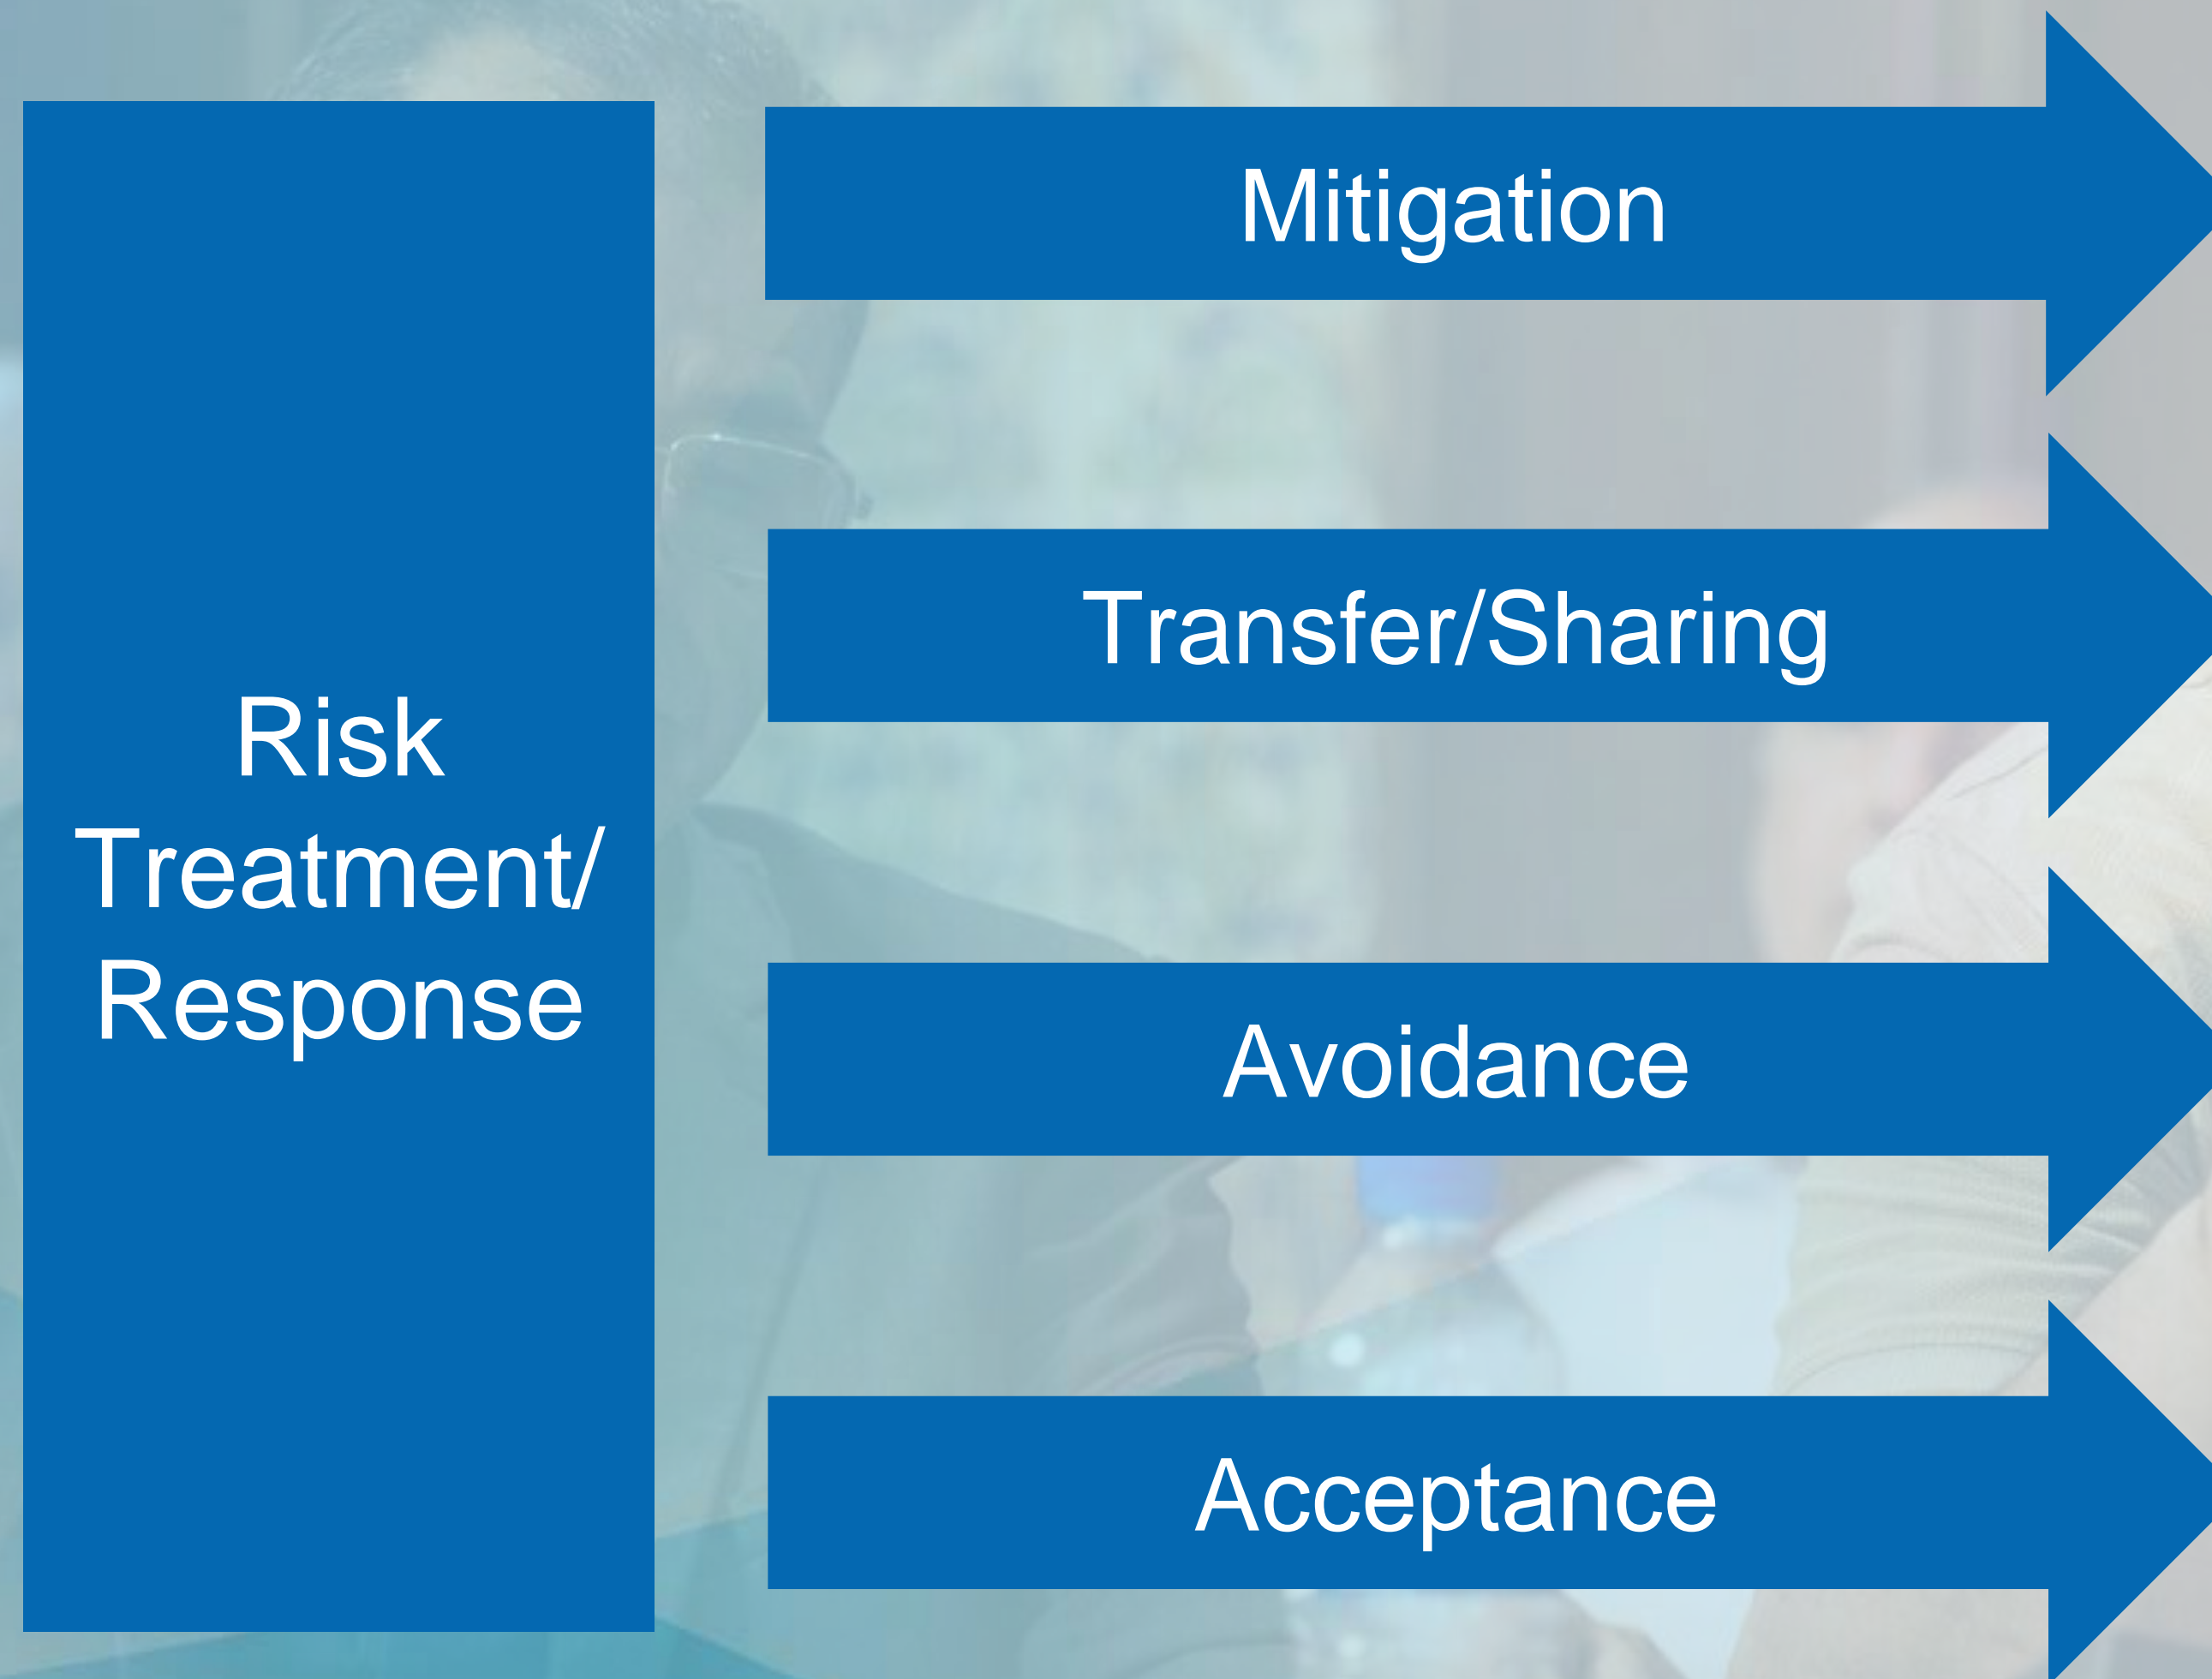 Risk
Treatment/
Response
Mitigation
Transfer/Sharing
Avoidance
Acceptance